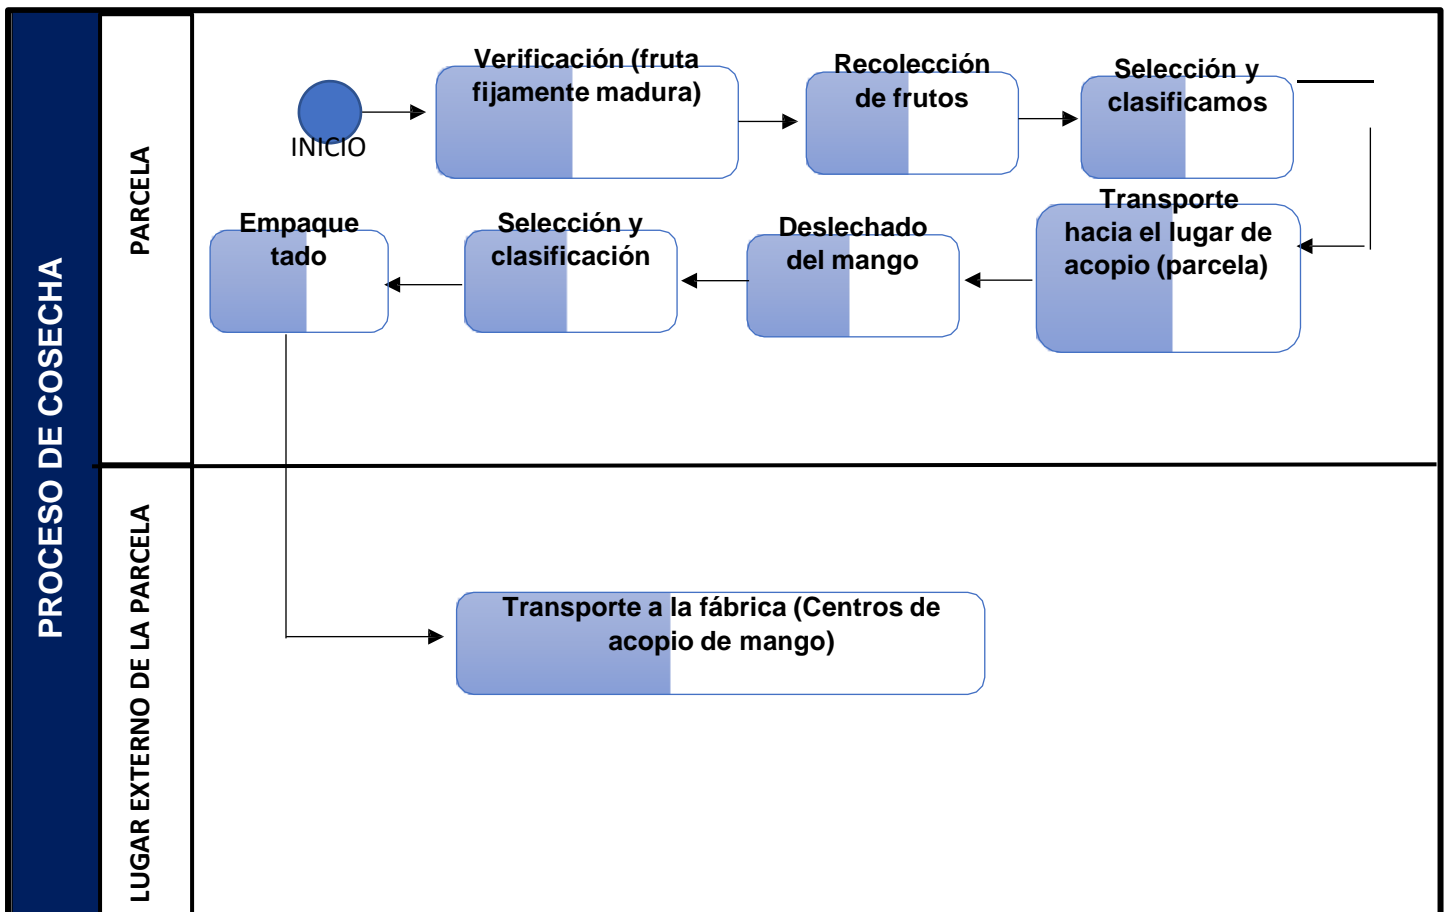 PROCESO DE COSECHA
PARCELA
INICIO
Verificación (fruta
fijamente madura)
Recolección
de frutos
Selección y
clasificamos
Transporte
hacia el lugar de
acopio (parcela)
Deslechado
del mango
Selección y
clasificación
Empaque
tado
LUGAR EXTERNO DE LA PARCELA
Transporte a la fábrica (Centros de
acopio de mango)